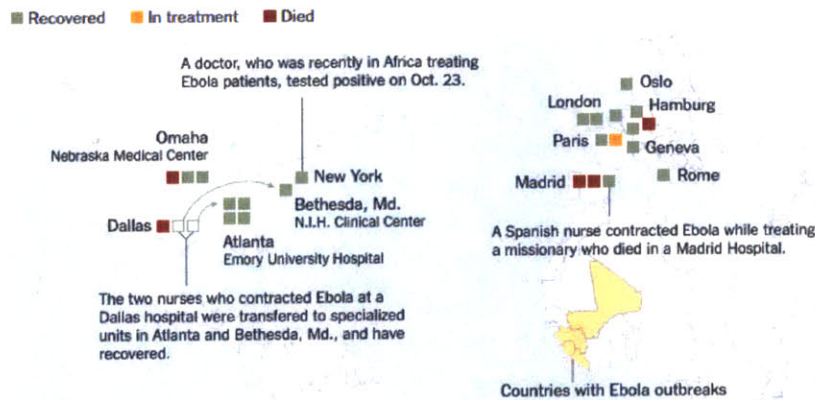 Recovered In treatment Died
A doctor, who was recently in Africa treating
Ebola patients, tested positive on Oct. 23.
Omaha
Nebraska Medical Center
New York
Bethesda, Md.
N.I.H. Clinical Center
Dallas
Atlanta
Emory University Hospital
The two nurses who contracted Ebola at a
Dallas hospital were transfered to specialized
units in Atlanta and Bethesda, Md., and have
recovered.
Oslo
London
Hamburg
Paris
Geneva
Madrid
Rome
A Spanish nurse contracted Ebola while treating
a missionary who died in a Madrid Hospital.
Countries with Ebola outbreaks